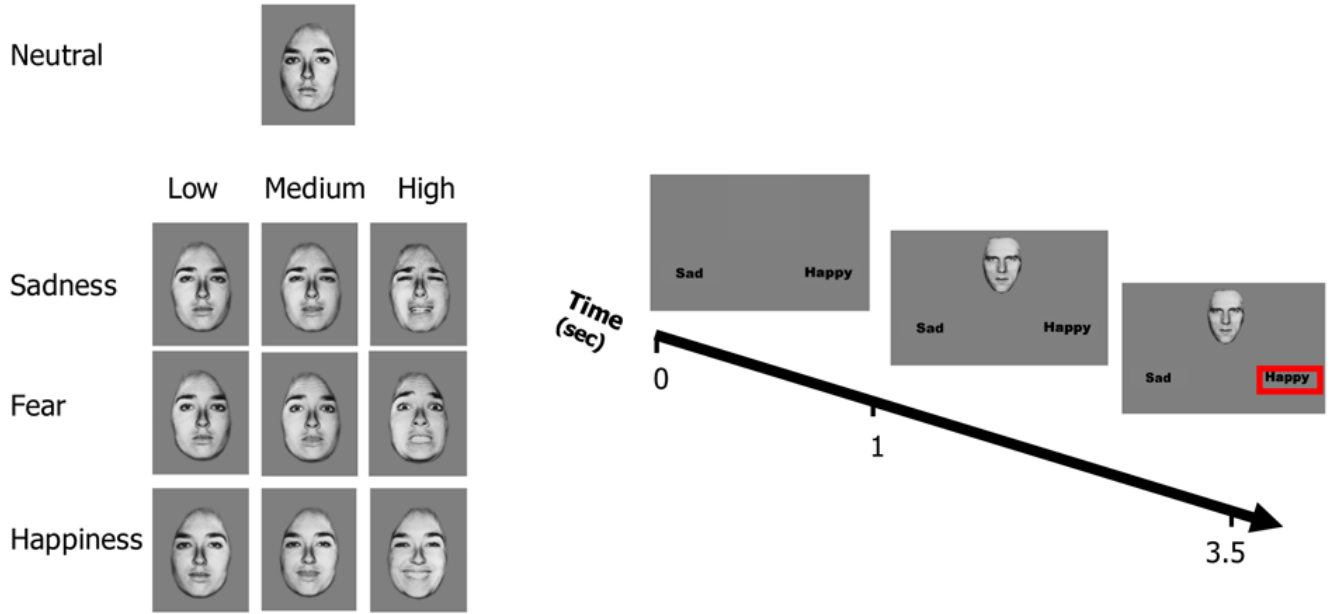 Neutral
Low Medium High
Sadness
Fear
Happiness
Time
(sec)
0
1
3.5
Sad Happy
Sad Happy
Sad Happy